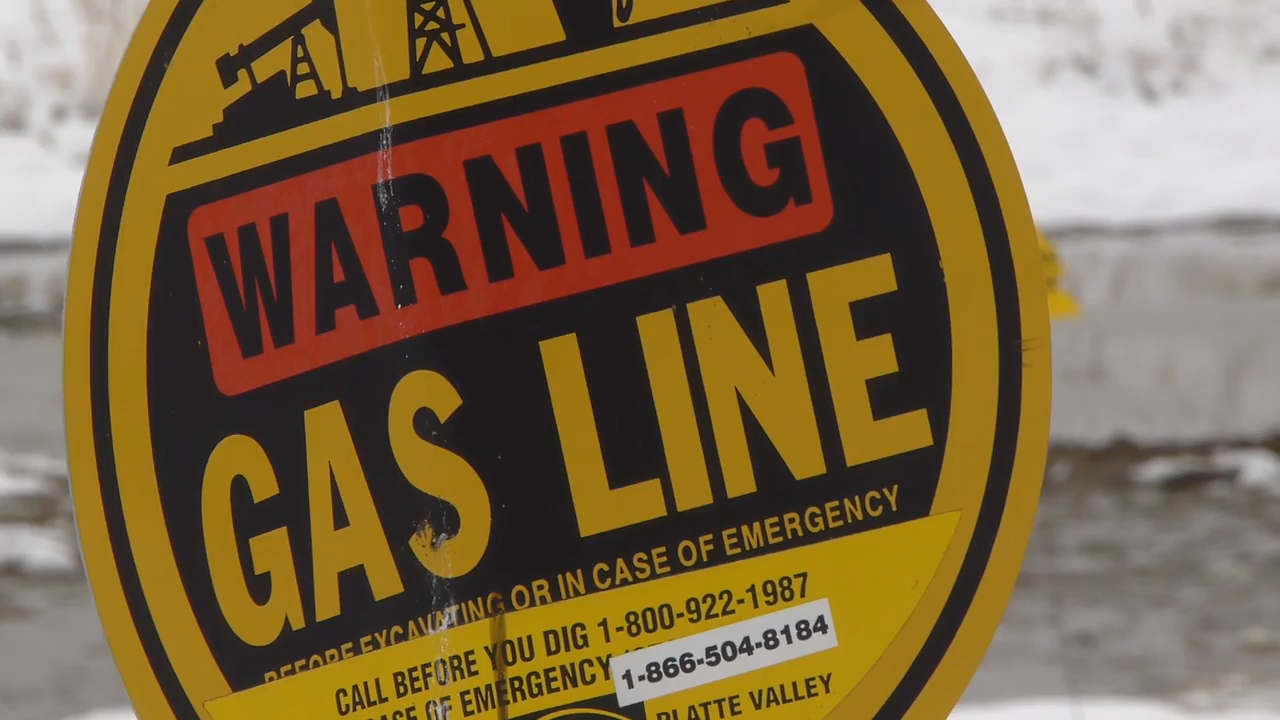 WARNING
GAS LINE
BEFORE EXCAVATING OR IN CASE OF EMERGENCY
CALL BEFORE YOU DIG 1-800-922-1987
CASE OF EMERGENCY 1-866-504-8184
PLATTE VALLEY